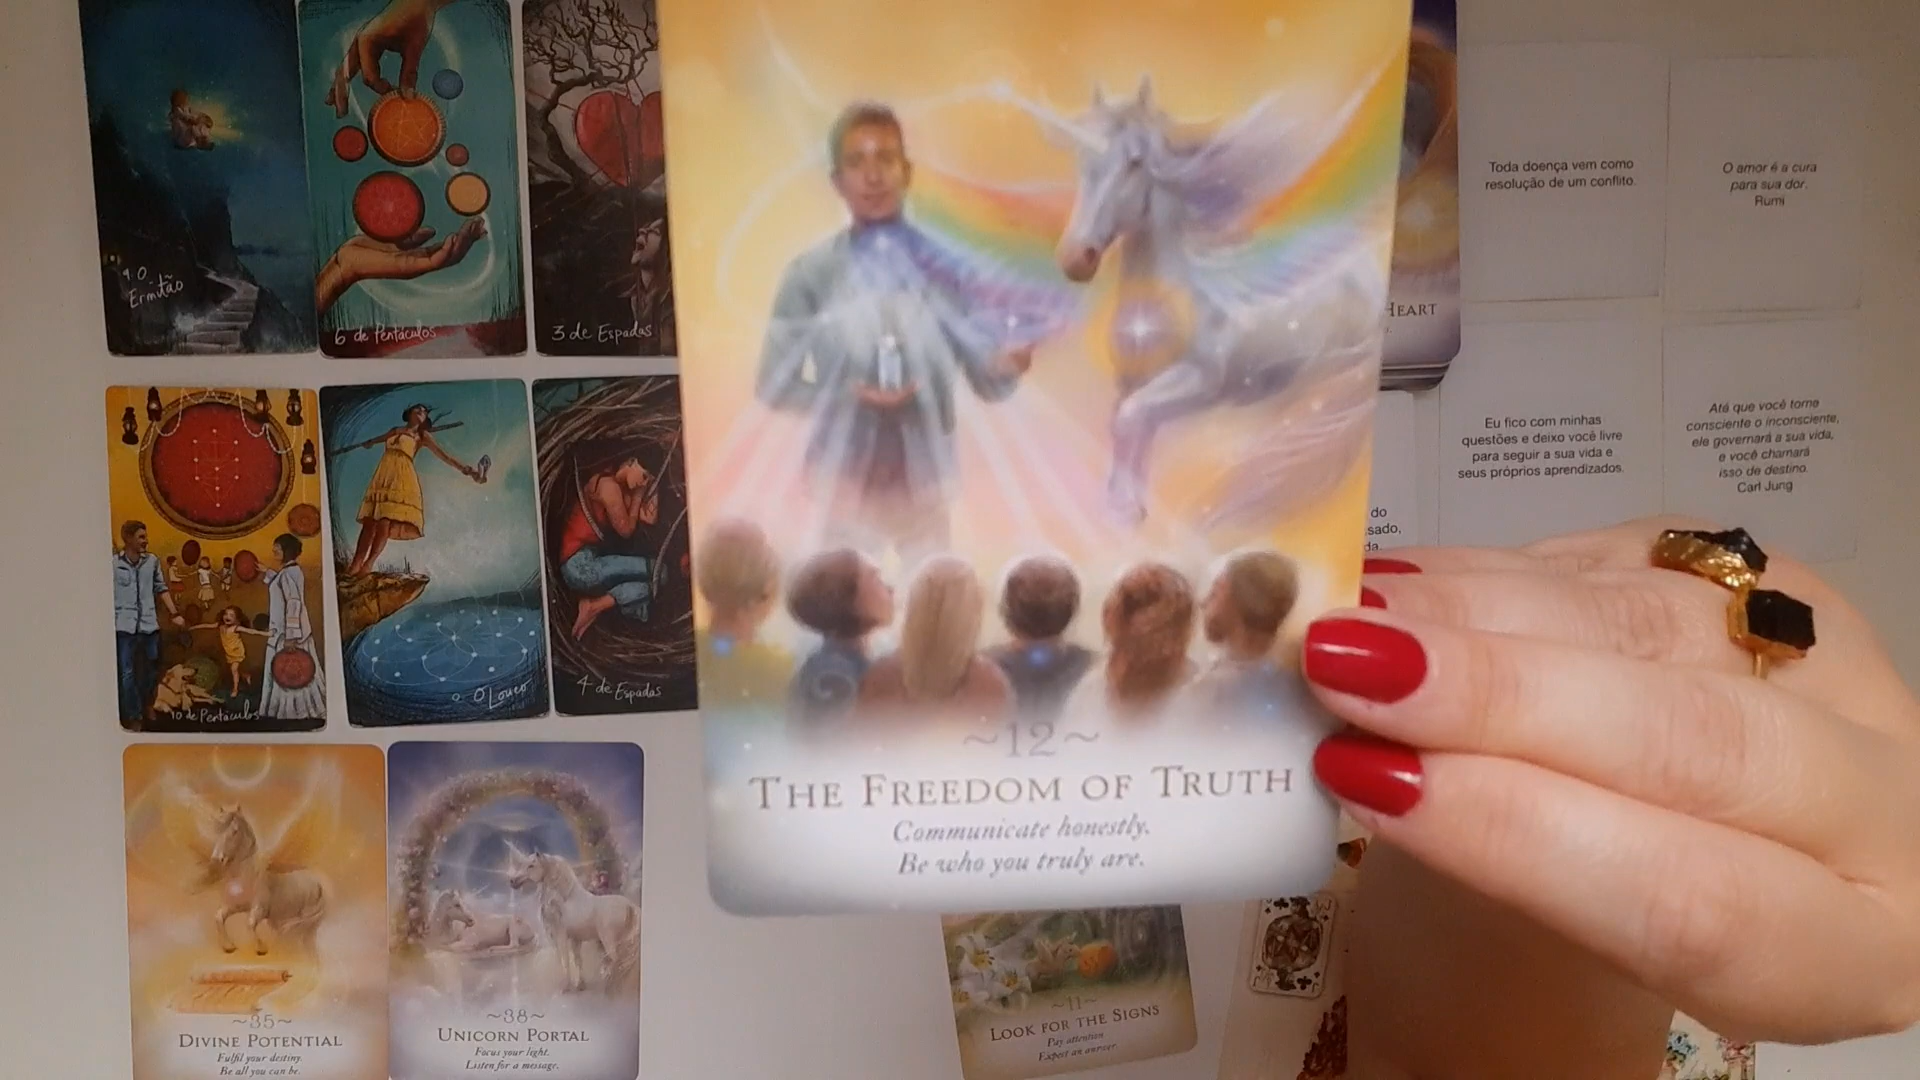 9. O
Ermitão
6 de Pentáculos
3 de Espadas
HEART
Toda doença vem como
resolução de um conflito.
O amor é a cura
para sua dor.
Rumi
10 de Pentáculos
0. O Louco
4 de Espadas
do
sado,
da.
Eu fico com minhas
questões e deixo você livre
para seguir a sua vida e
seus próprios aprendizados.
Até que você torne
consciente o inconsciente,
ele governará a sua vida,
e você chamará
isso de destino.
Carl Jung
~12~
THE FREEDOM OF TRUTH
Communicate honestly.
Be who you truly are.
~35~
DIVINE POTENTIAL
Fulfil your destiny.
Be all you can be.
~38~
UNICORN PORTAL
Focus your light.
Listen for a message.
~11~
LOOK FOR THE SIGNS
Pay attention.
Expect an answer.